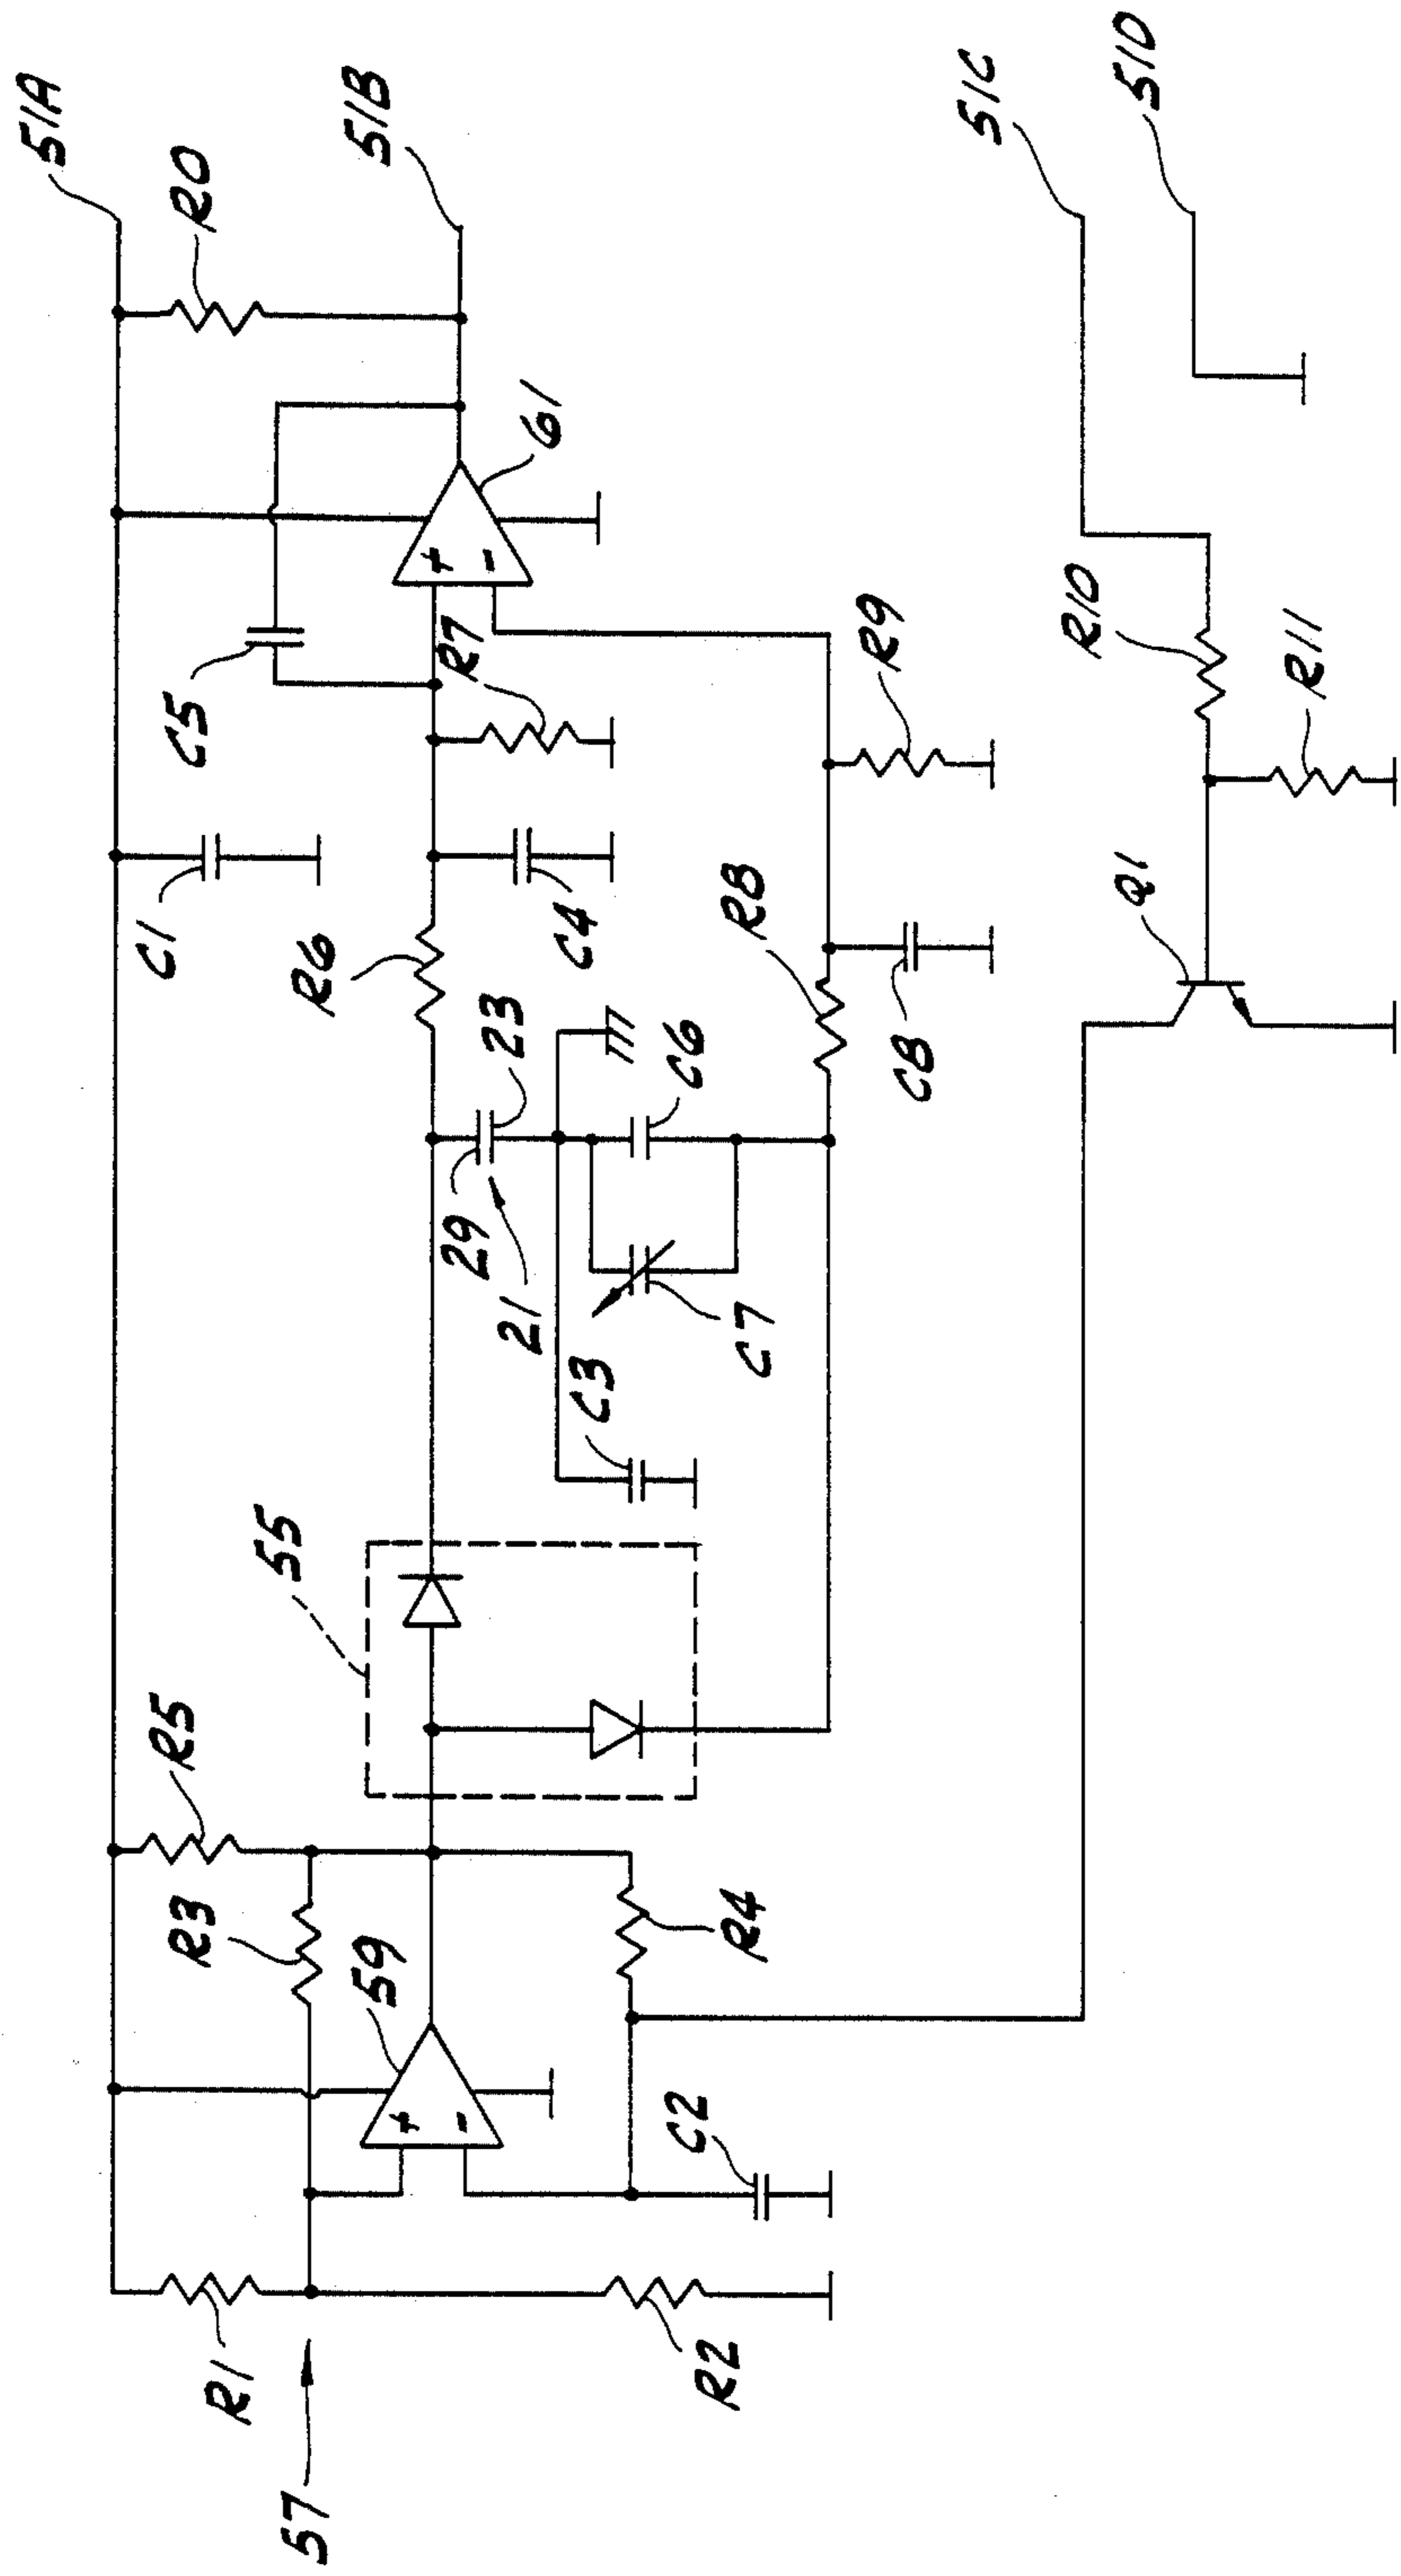 51A
R0
51B
C5
C1
61
R7
R6
C4
23
29
21
C6
C7
C3
R8
R9
C8
55
R5
R3
59
R4
C2
R1
R2
57
51C
51D
R10
R11
Q1
+
-
+
-